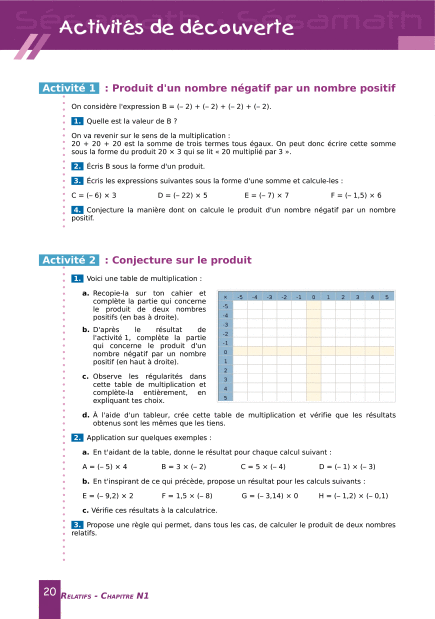 Sésamath Sésamath
Activités de découverte
Activité 1 : Produit d'un nombre négatif par un nombre positif
On considère l'expression B = (– 2) + (– 2) + (– 2) + (– 2).
1. Quelle est la valeur de B ?
On va revenir sur le sens de la multiplication :
20 + 20 + 20 est la somme de trois termes tous égaux. On peut donc écrire cette somme
sous la forme du produit 20 × 3 qui se lit « 20 multiplié par 3 ».
2. Écris B sous la forme d'un produit.
3. Écris les expressions suivantes sous la forme d'une somme et calcule-les :
C = (– 6) × 3 D = (– 22) × 5 E = (– 7) × 7 F = (– 1,5) × 6
4. Conjecture la manière dont on calcule le produit d'un nombre négatif par un nombre
positif.
Activité 2 : Conjecture sur le produit
1. Voici une table de multiplication :
a. Recopie-la sur ton cahier et
complète la partie qui concerne
le produit de deux nombres
positifs (en bas à droite).
b. D'après le résultat de
l'activité 1, complète la partie
qui concerne le produit d'un
nombre négatif par un nombre
positif (en haut à droite).
c. Observe les régularités dans
cette table de multiplication et
complète-la entièrement, en
expliquant tes choix.
× -5 -4 -3 -2 -1 0 1 2 3 4 5
-5
-4
-3
-2
-1
0
1
2
3
4
5
d. À l'aide d'un tableur, crée cette table de multiplication et vérifie que les résultats
obtenus sont les mêmes que les tiens.
2. Application sur quelques exemples :
a. En t'aidant de la table, donne le résultat pour chaque calcul suivant :
A = (– 5) × 4 B = 3 × (– 2) C = 5 × (– 4) D = (– 1) × (– 3)
b. En t'inspirant de ce qui précède, propose un résultat pour les calculs suivants :
E = (– 9,2) × 2 F = 1,5 × (– 8) G = (– 3,14) × 0 H = (– 1,2) × (– 0,1)
c. Vérifie ces résultats à la calculatrice.
3. Propose une règle qui permet, dans tous les cas, de calculer le produit de deux nombres
relatifs.
20 Relatifs - Chapitre N1